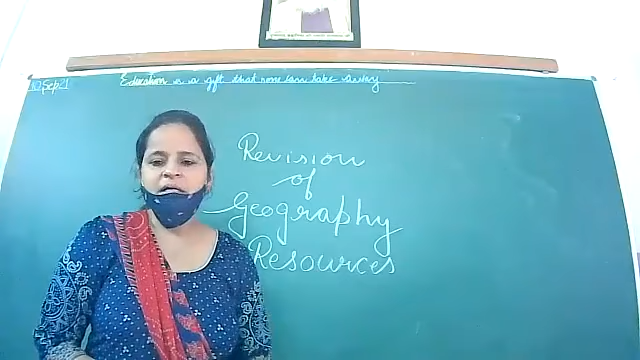 10 Sep 21
Education is a gift that none can take away
Revision
of
Geography
Resources